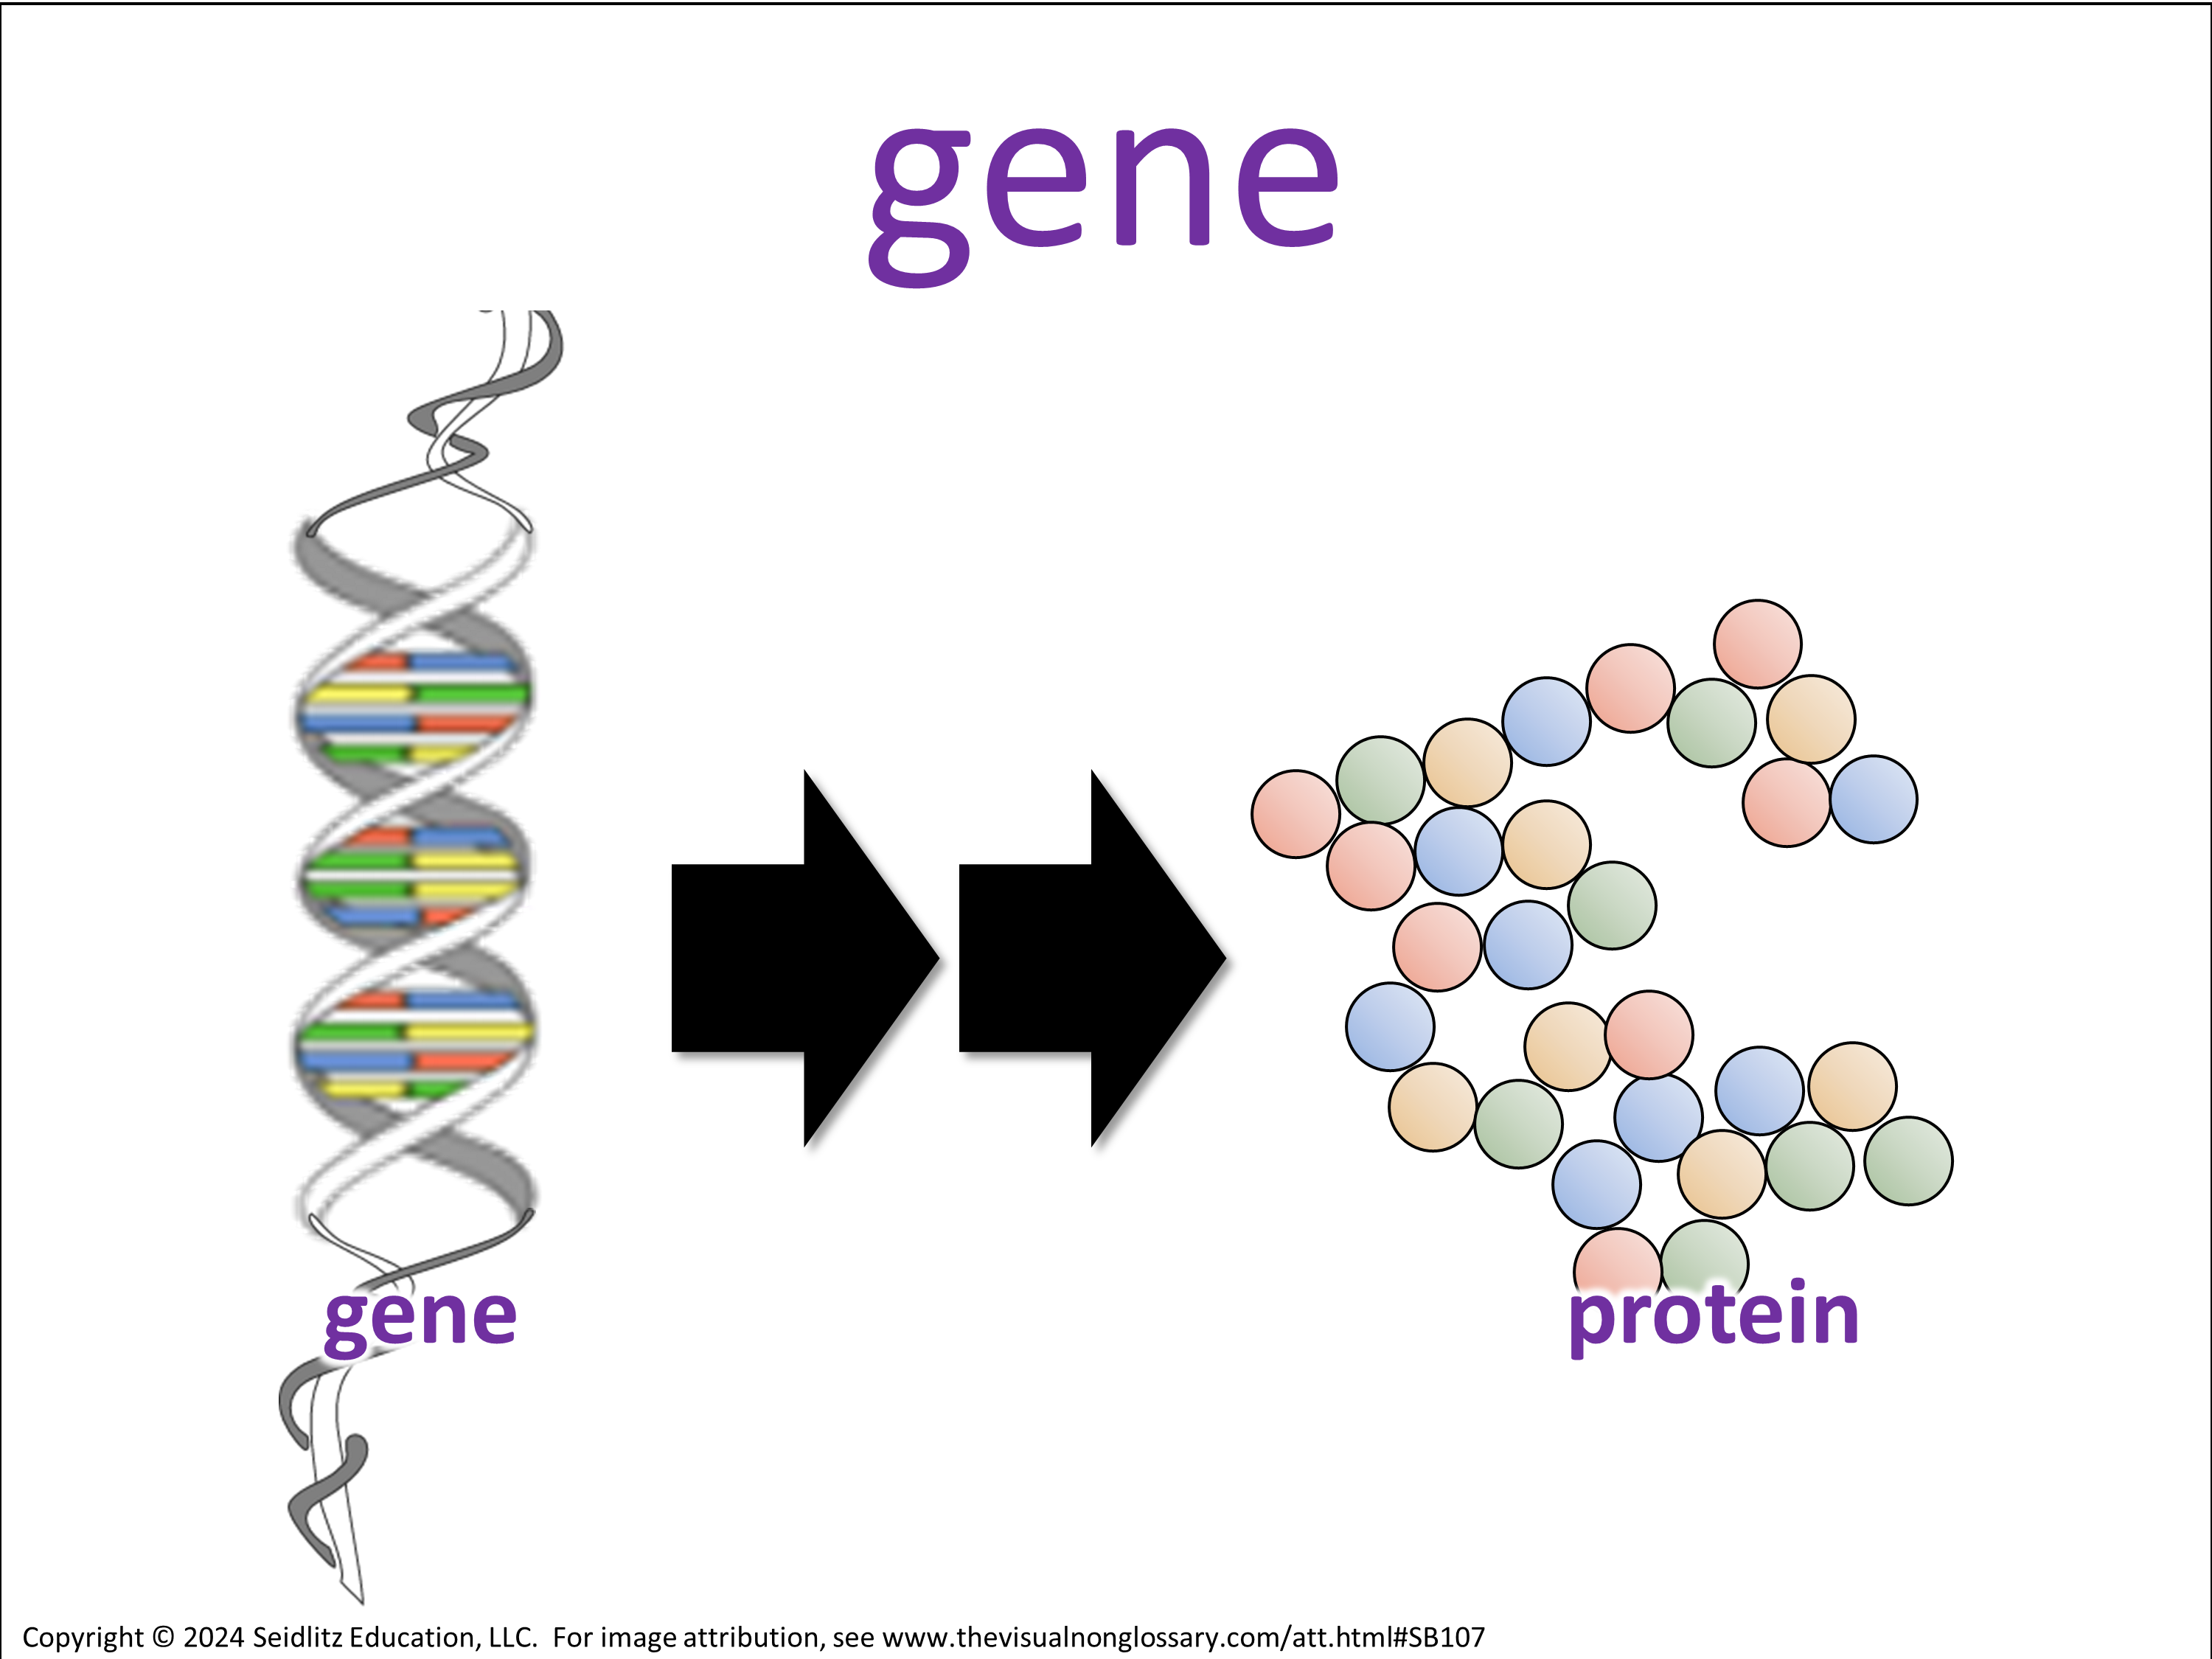 gene
gene
protein
Copyright © 2024 Seidlitz Education, LLC.  For image attribution, see www.thevisualnonglossary.com/att.html#SB107